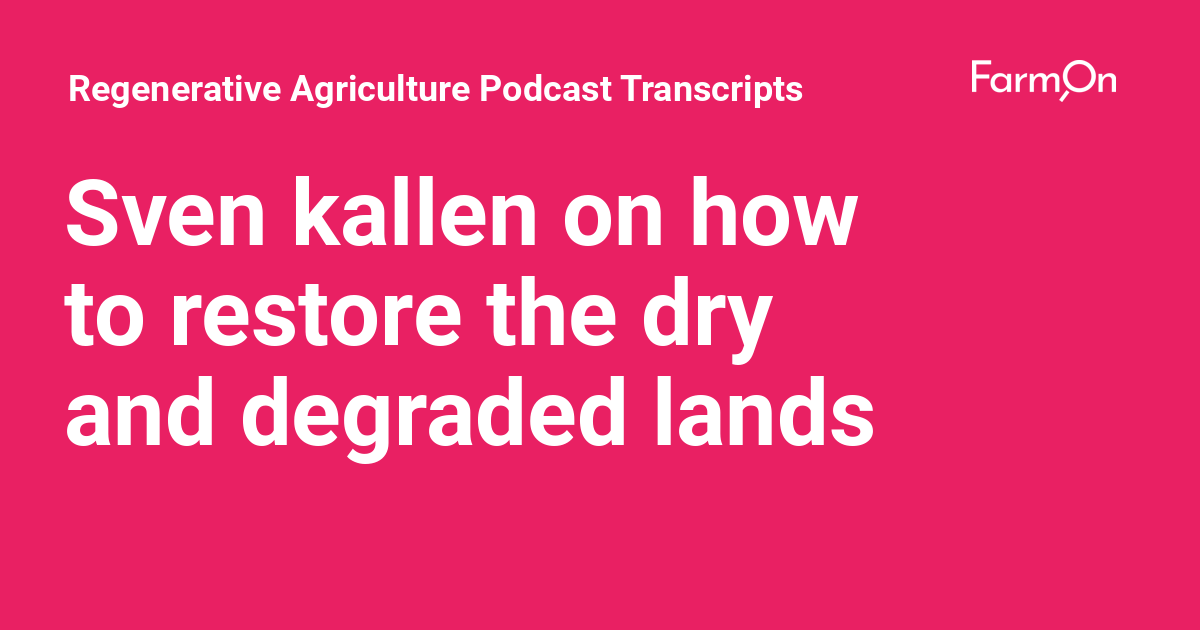 Regenerative Agriculture Podcast Transcripts
FarmOn
Sven kallen on how
to restore the dry
and degraded lands